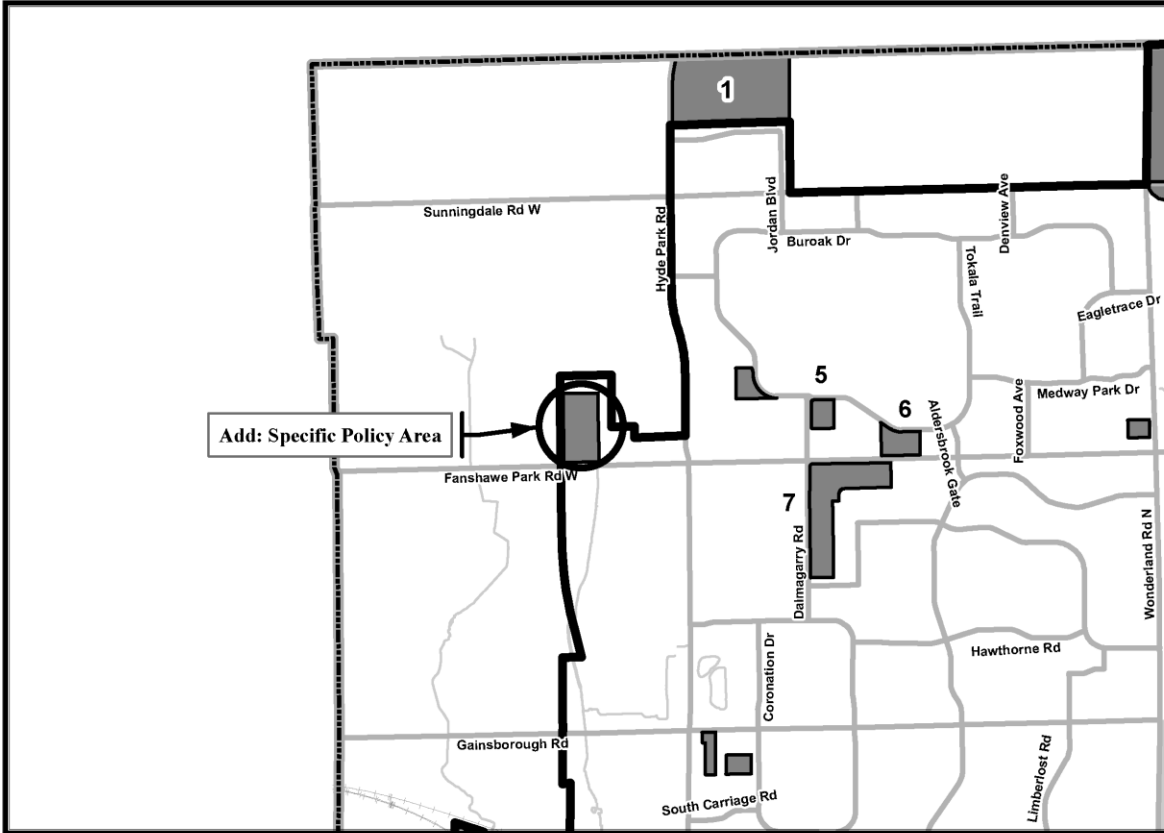 1
Sunningdale Rd W
Hyde Park Rd
Jordan Blvd
Buroak Dr
Denview Ave
Tokala Trail
Eagletrace Dr
5
Medway Park Dr
6
Aldersbrook Gate
Foxwood Ave
Add: Specific Policy Area
Fanshawe Park Rd W
7
Dalmagarry Rd
Wonderland Rd N
Hawthorne Rd
Coronation Dr
Gainsborough Rd
Limberlost Rd
South Carriage Rd